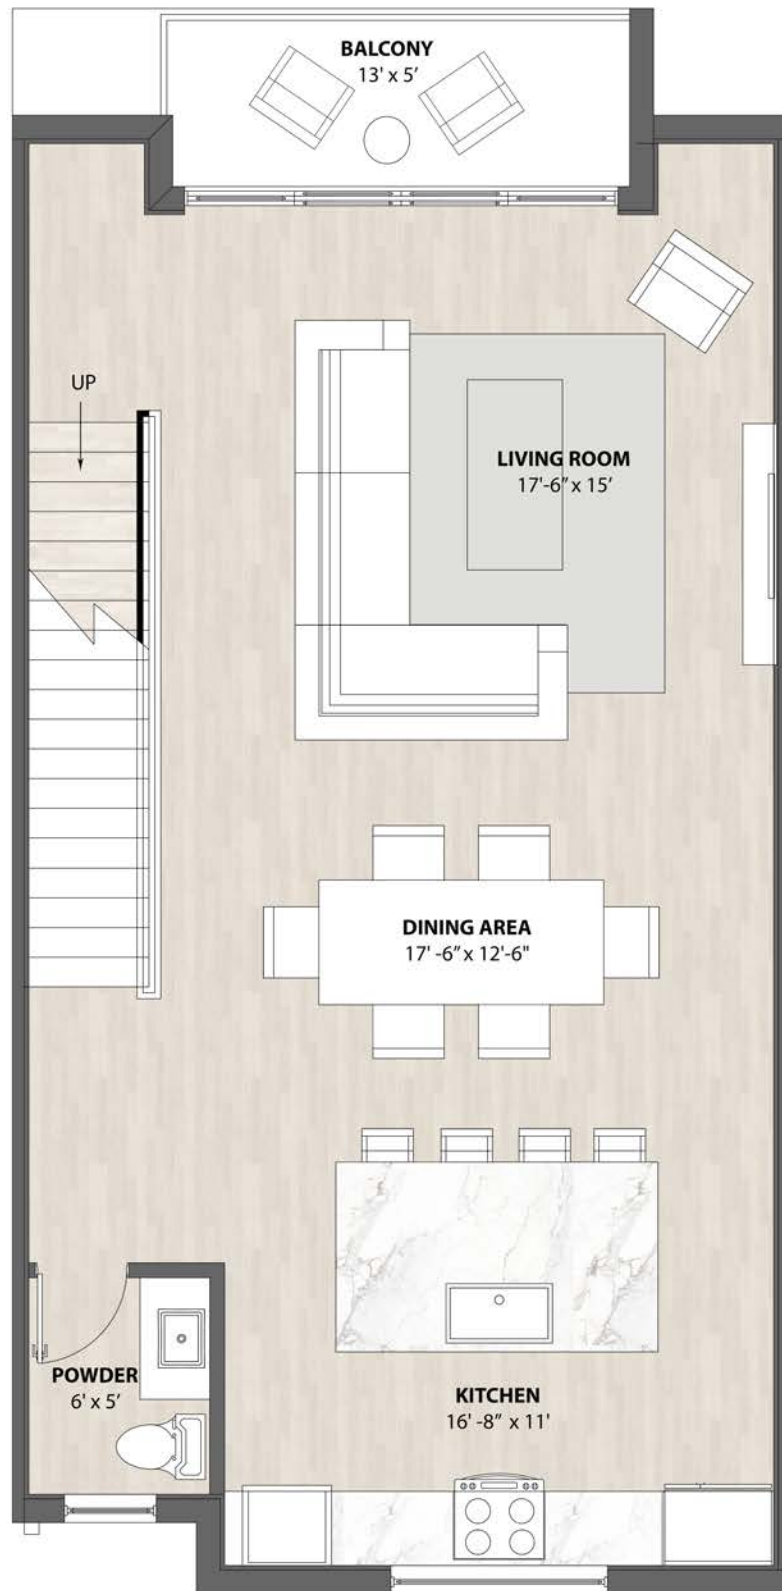 BALCONY
13' x 5’
UP
LIVING ROOM
17'-6” x 15’
DINING AREA
17' -6” x 12'-6"
POWDER
6' x 5’
KITCHEN
16' -8” x 11'